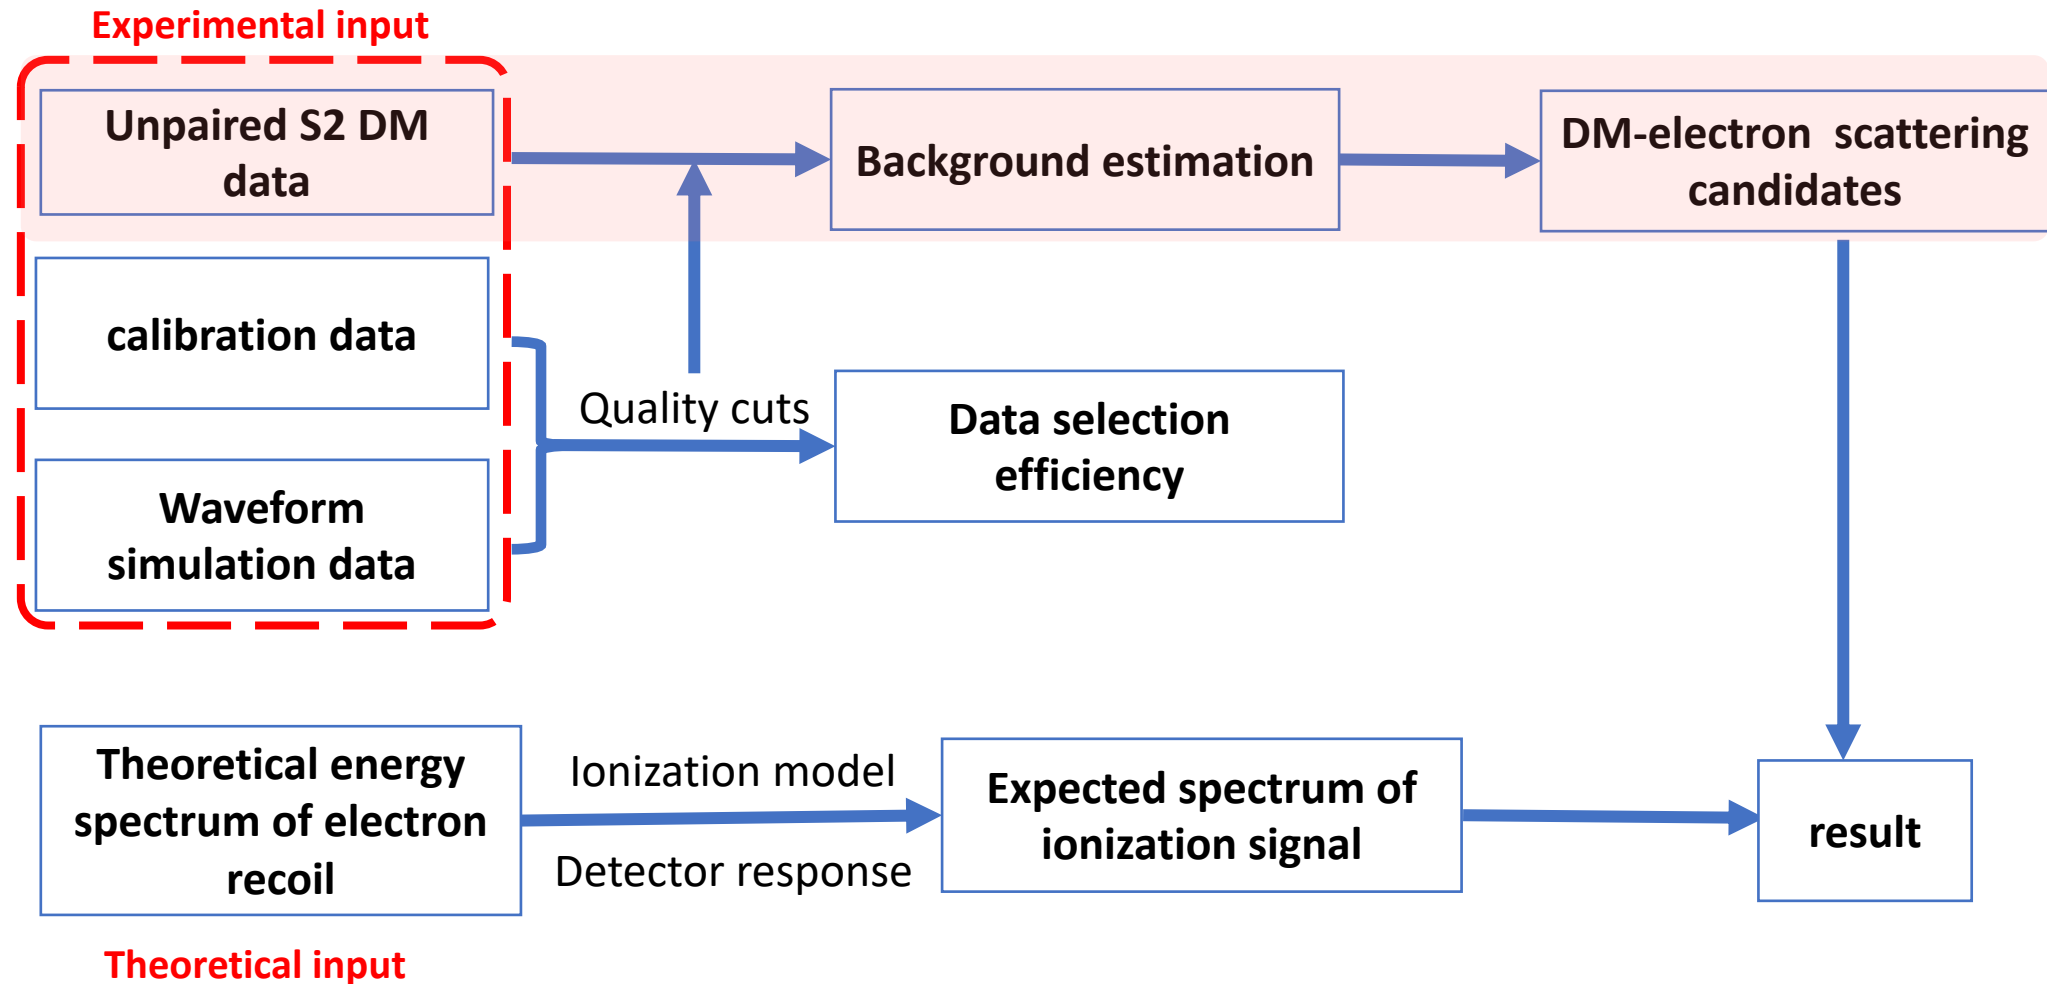 Experimental input
Unpaired S2 DM
data
Background estimation
DM-electron scattering
candidates
calibration data
Quality cuts
Data selection
efficiency
Waveform
simulation data
Theoretical energy
spectrum of electron
recoil
Ionization model
Detector response
Expected spectrum of
ionization signal
result
Theoretical input